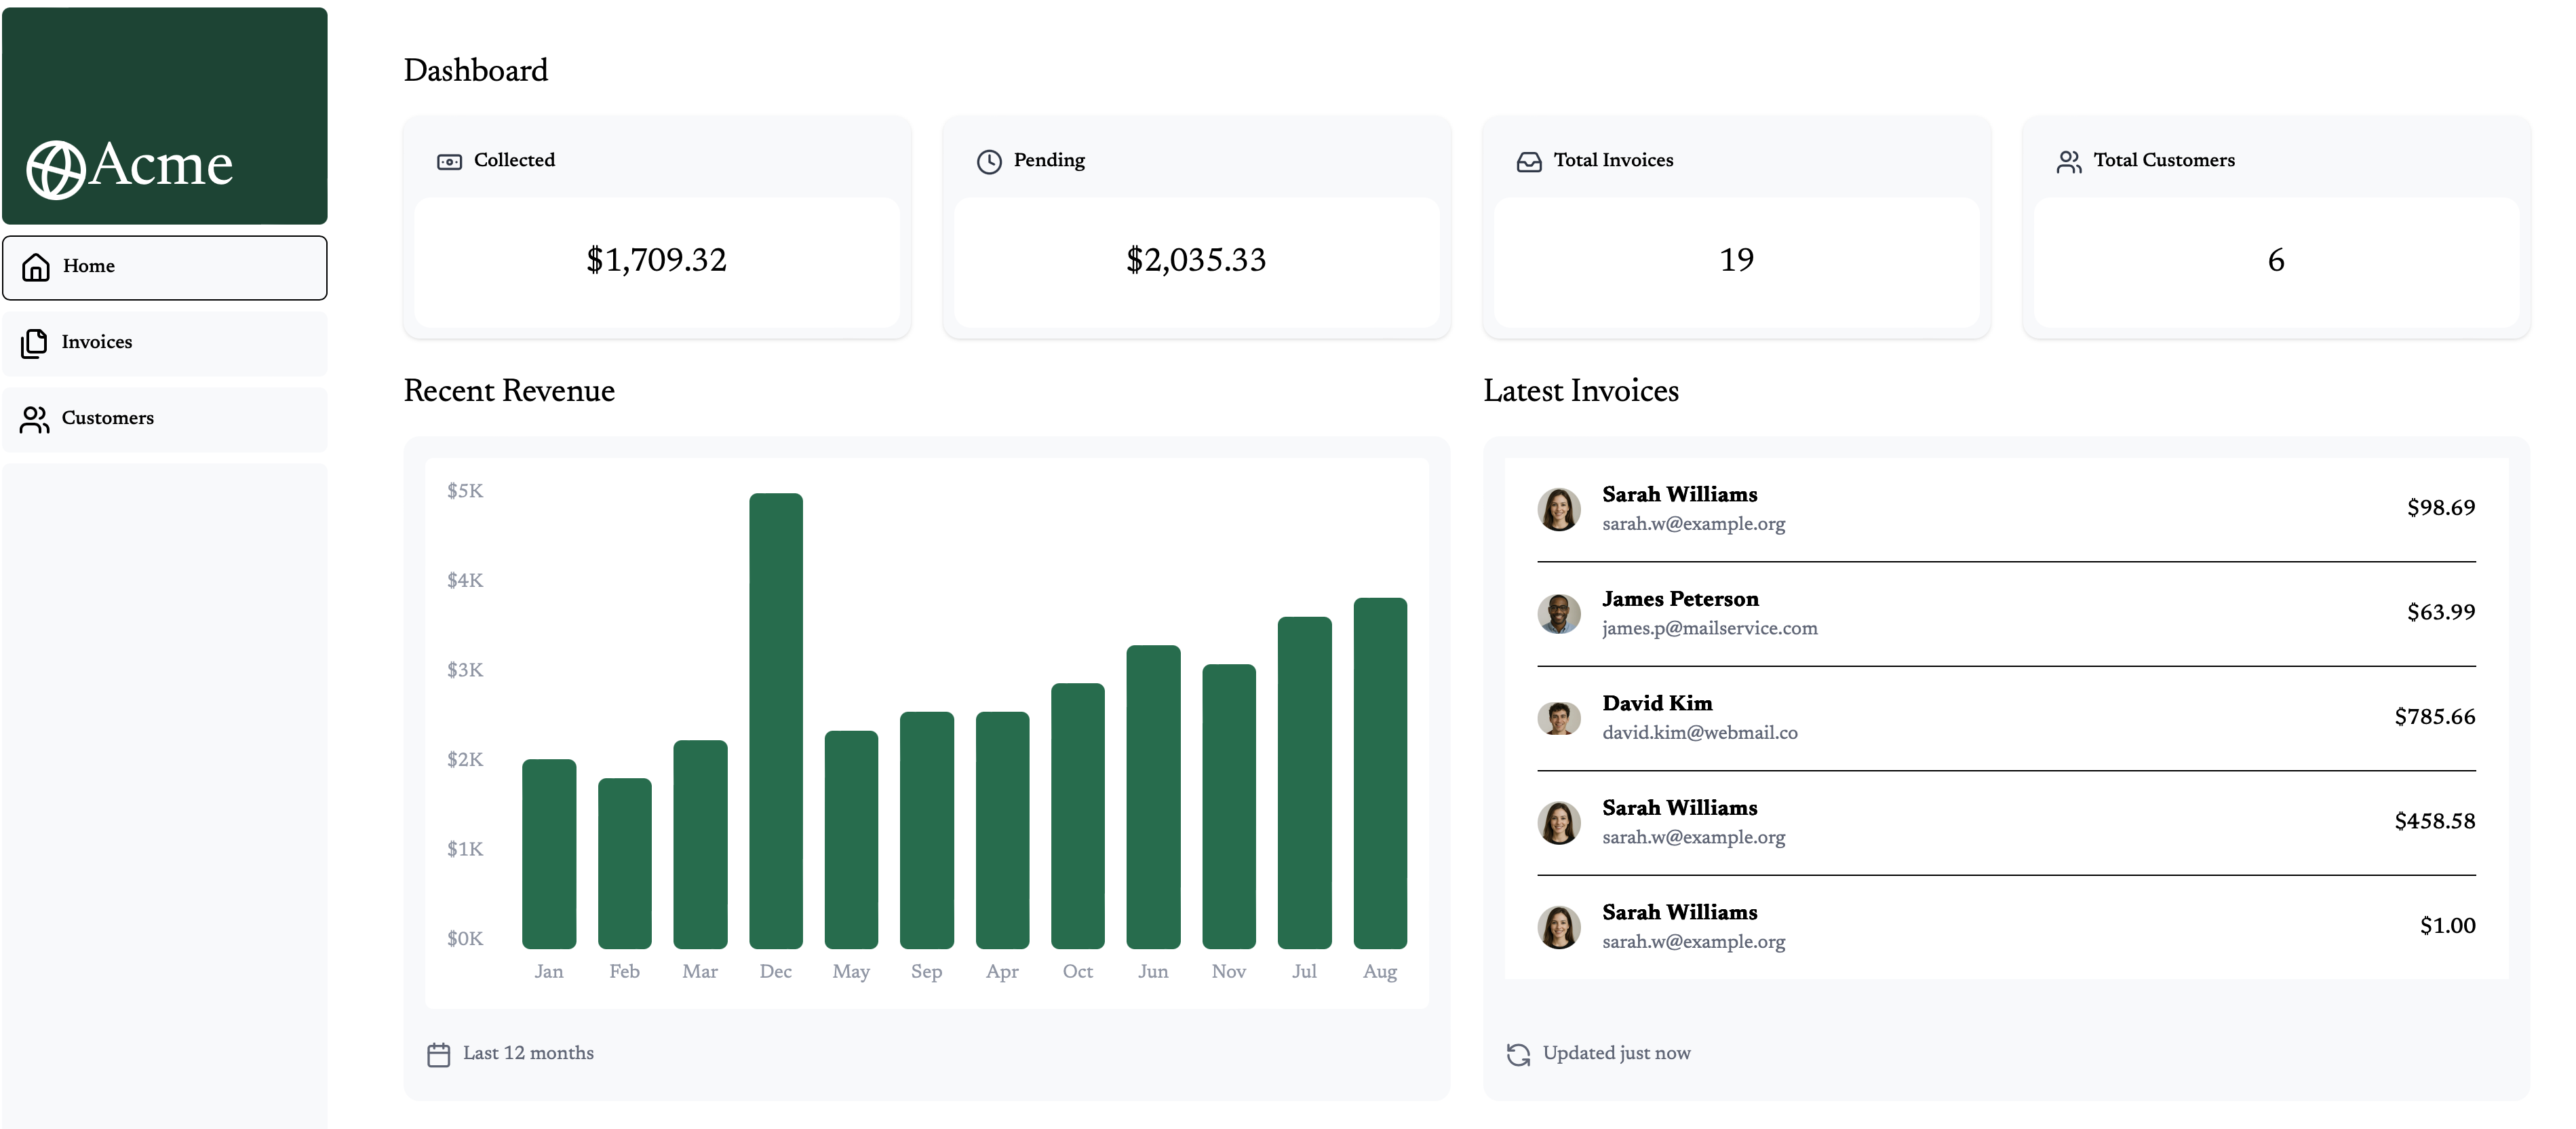 Acme
Home
Invoices
Customers
Dashboard
Collected
$1,709.32
Pending
$2,035.33
Total Invoices
19
Total Customers
6
Recent Revenue
$5K
$4K
$3K
$2K
$1K
$0K
Jan Feb Mar Dec May Sep Apr Oct Jun Nov Jul Aug
Last 12 months
Latest Invoices
Sarah Williams
sarah.w@example.org
$98.69
James Peterson
james.p@mailservice.com
$63.99
David Kim
david.kim@webmail.co
$785.66
Sarah Williams
sarah.w@example.org
$458.58
Sarah Williams
sarah.w@example.org
$1.00
Updated just now